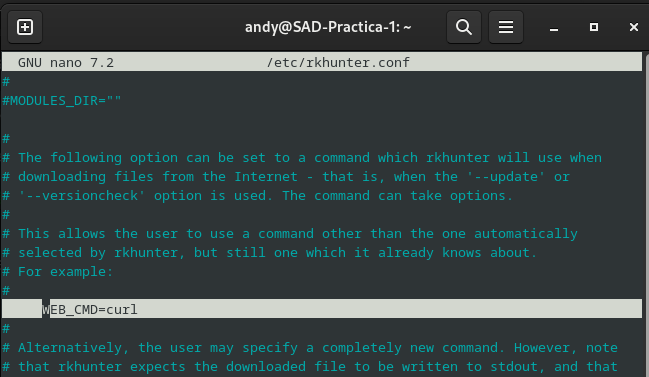 andy@SAD-Practica-1: ~
GNU nano 7.2 /etc/rkhunter.conf
#
#MODULES_DIR=""
#
# The following option can be set to a command which rkhunter will use when
# downloading files from the Internet - that is, when the '--update' or
# '--versioncheck' option is used. The command can take options.
#
# This allows the user to use a command other than the one automatically
# selected by rkhunter, but still one which it already knows about.
# For example:
#
WEB_CMD=curl
#
# Alternatively, the user may specify a completely new command. However, note
# that rkhunter expects the downloaded file to be written to stdout, and that